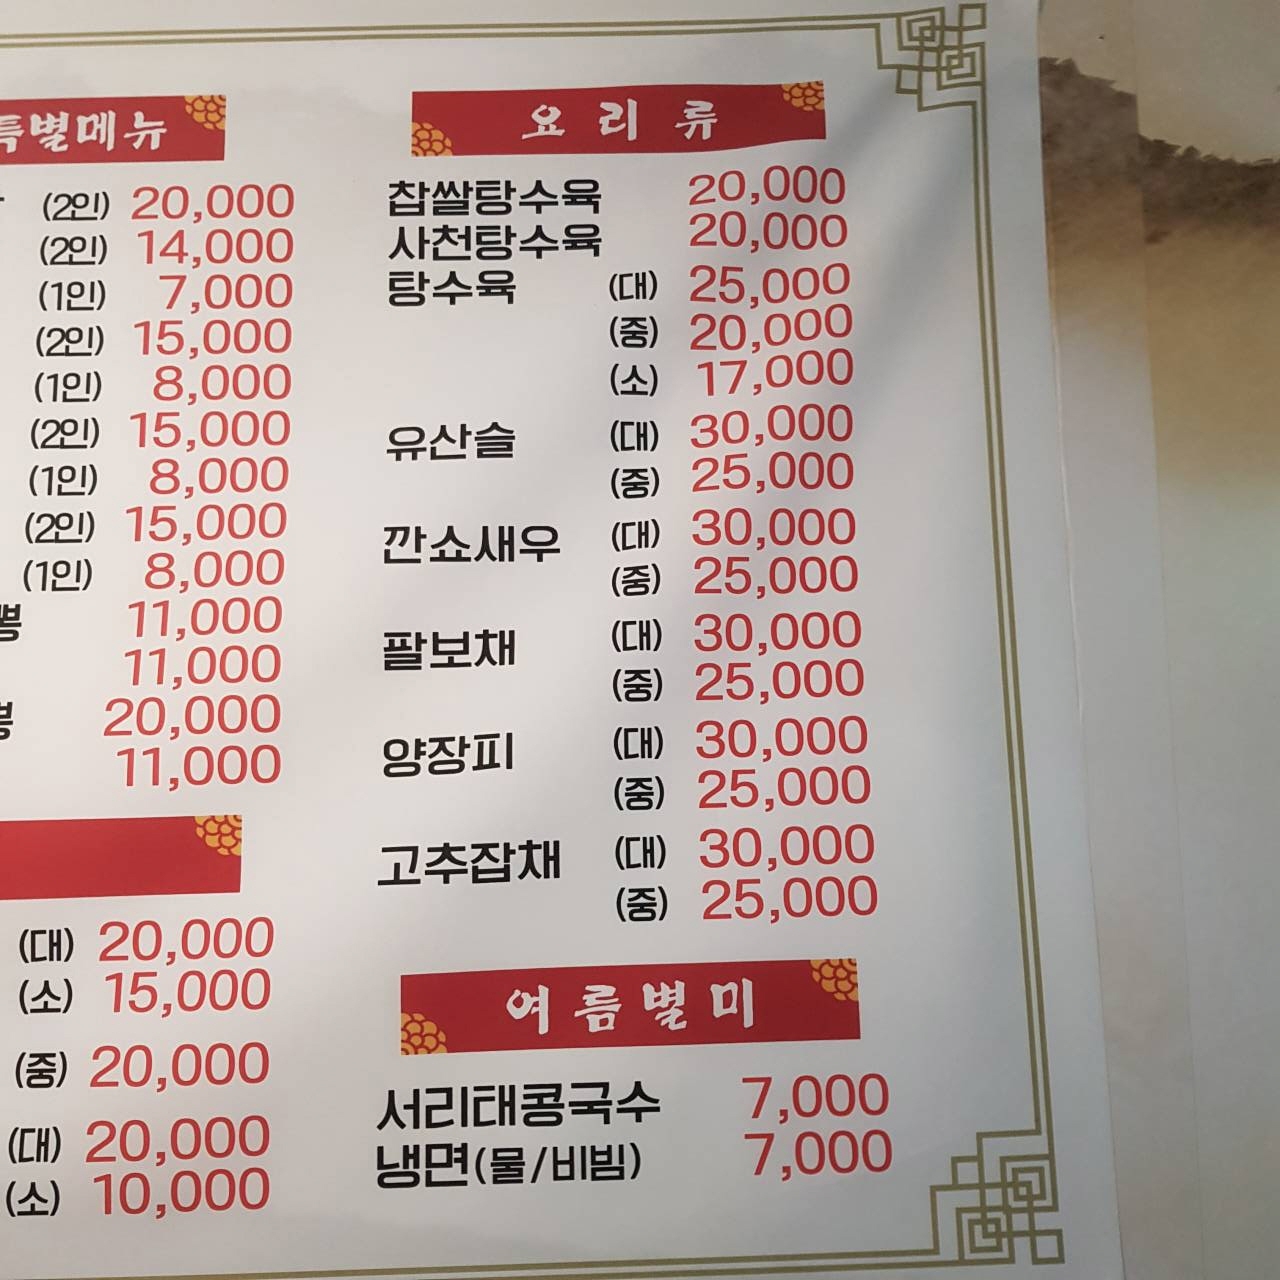 특별메뉴
(2인) 20,000
(2인) 14,000
(1인) 7,000
(2인) 15,000
(1인) 8,000
(2인) 15,000
(1인) 8,000
(2인) 15,000
(1인) 8,000
뽕 11,000
11,000
20,000
11,000
(대) 20,000
(소) 15,000
(중) 20,000
(대) 20,000
(소) 10,000
요리류
찹쌀탕수육 20,000
사천탕수육 20,000
탕수육 (대) 25,000
(중) 20,000
(소) 17,000
유산슬 (대) 30,000
(중) 25,000
깐쇼새우 (대) 30,000
(중) 25,000
팔보채 (대) 30,000
(중) 25,000
양장피 (대) 30,000
(중) 25,000
고추잡채 (대) 30,000
(중) 25,000
여름별미
서리태콩국수 7,000
냉면(물/비빔) 7,000